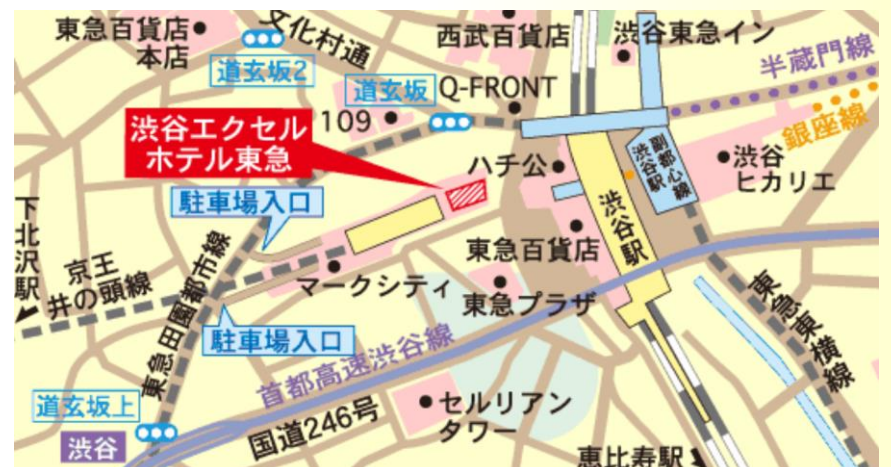 東急百貨店
本店
文化村通
西武百貨店
渋谷東急イン
半蔵門線
道玄坂2
道玄坂
Q-FRONT
銀座線
渋谷エクセル
ホテル東急
109
ハチ公
副都心線
渋谷駅
渋谷
ヒカリエ
駐車場入口
下北沢駅
京王
井の頭線
東急田園都市線
マークシティ
東急百貨店
渋谷駅
東急プラザ
駐車場入口
首都高速渋谷線
東急東横線
道玄坂上
渋谷
国道246号
セルリアン
タワー
恵比寿駅